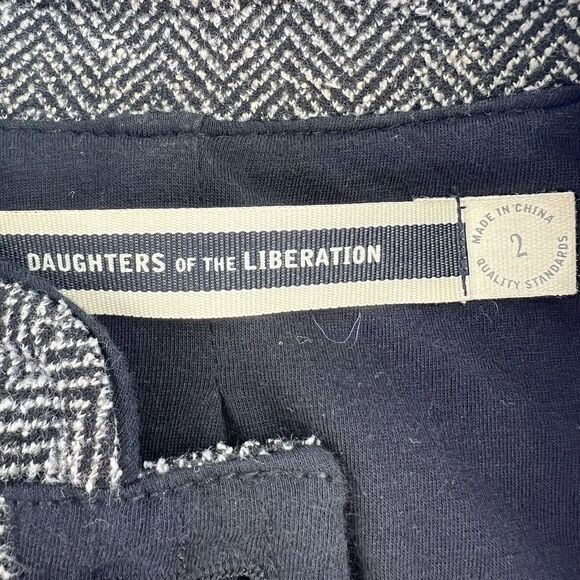 DAUGHTERS OF THE LIBERATION
MADE IN CHINA
2
QUALITY STANDARDS